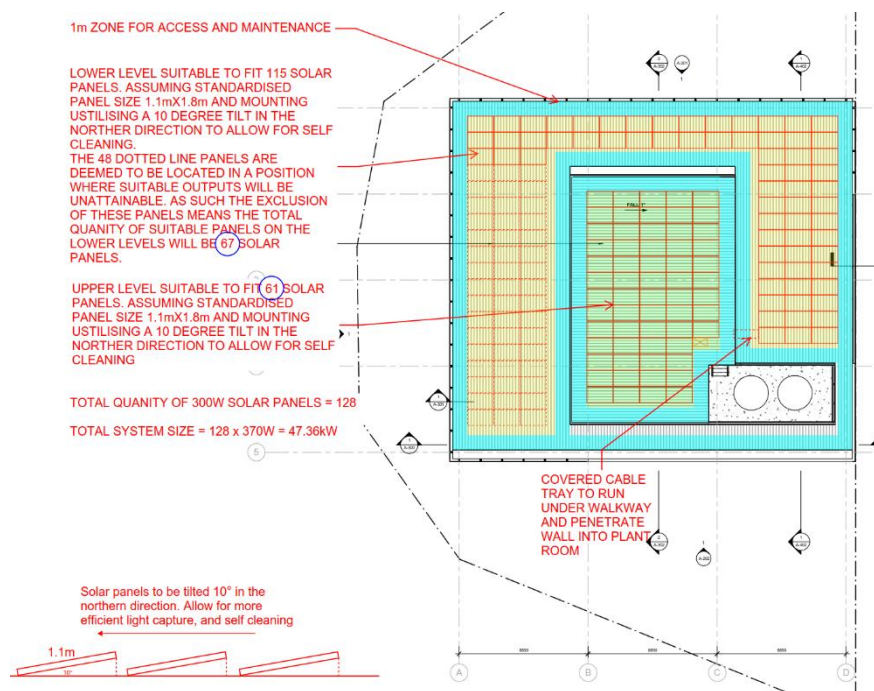 1m ZONE FOR ACCESS AND MAINTENANCE
LOWER LEVEL SUITABLE TO FIT 115 SOLAR
PANELS. ASSUMING STANDARDISED
PANEL SIZE 1.1mX1.8m AND MOUNTING
USTILISING A 10 DEGREE TILT IN THE
NORTHER DIRECTION TO ALLOW FOR SELF
CLEANING.
THE 48 DOTTED LINE PANELS ARE
DEEMED TO BE LOCATED IN A POSITION
WHERE SUITABLE OUTPUTS WILL BE
UNATTAINABLE. AS SUCH THE EXCLUSION
OF THESE PANELS MEANS THE TOTAL
QUANITY OF SUITABLE PANELS ON THE
LOWER LEVELS WILL BE 67 SOLAR
PANELS.
UPPER LEVEL SUITABLE TO FIT 61 SOLAR
PANELS. ASSUMING STANDARDISED
PANEL SIZE 1.1mX1.8m AND MOUNTING
USTILISING A 10 DEGREE TILT IN THE
NORTHER DIRECTION TO ALLOW FOR SELF
CLEANING
TOTAL QUANITY OF 300W SOLAR PANELS = 128
TOTAL SYSTEM SIZE = 128 x 370W = 47.36kW
5
FALL 1°
COVERED CABLE
TRAY TO RUN
UNDER WALKWAY
AND PENETRATE
WALL INTO PLANT
ROOM
Solar panels to be tilted 10° in the
northern direction. Allow for more
efficient light capture, and self cleaning
1.1m
10°
A
B
C
D